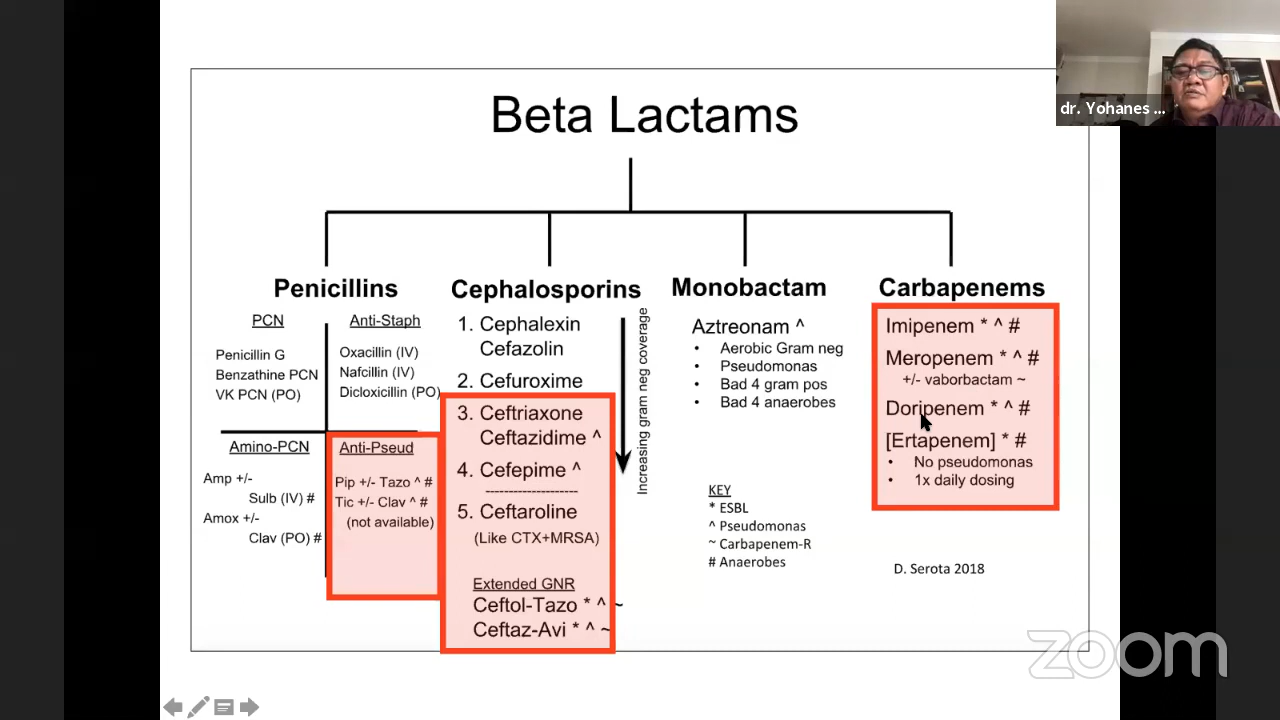 Beta Lactams
dr. Yohanes ...
Penicillins
PCN
Penicillin G
Benzathine PCN
VK PCN (PO)
Anti-Staph
Oxacillin (IV)
Nafcillin (IV)
Dicloxicillin (PO)
Amino-PCN
Amp +/-
Sulb (IV) #
Amox +/-
Clav (PO) #
Anti-Pseud
Pip +/- Tazo ^ #
Tic +/- Clav ^ #
(not available)
Cephalosporins
1. Cephalexin
Cefazolin
2. Cefuroxime
3. Ceftriaxone
Ceftazidime ^
4. Cefepime ^
--------------------
5. Ceftaroline
(Like CTX+MRSA)
Extended GNR
Ceftol-Tazo * ^ ~
Ceftaz-Avi * ^ ~
Increasing gram neg coverage
Monobactam
Aztreonam ^
• Aerobic Gram neg
• Pseudomonas
• Bad 4 gram pos
• Bad 4 anaerobes
KEY
* ESBL
^ Pseudomonas
~ Carbapenem-R
# Anaerobes
Carbapenems
Imipenem * ^ #
Meropenem * ^ #
+/- vaborbactam ~
Doripenem * ^ #
[Ertapenem] * #
• No pseudomonas
• 1x daily dosing
D. Serota 2018
zoom